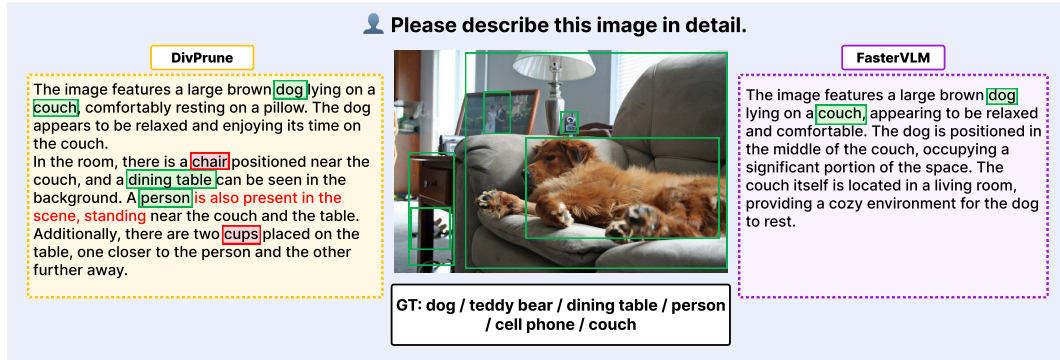 Please describe this image in detail.
DivPrune
The image features a large brown dog lying on a
couch, comfortably resting on a pillow. The dog
appears to be relaxed and enjoying its time on
the couch.
In the room, there is a chair positioned near the
couch, and a dining table can be seen in the
background. A person is also present in the
scene, standing near the couch and the table.
Additionally, there are two cups placed on the
table, one closer to the person and the other
further away.
GT: dog / teddy bear / dining table / person
/ cell phone / couch
FasterVLM
The image features a large brown dog
lying on a couch, appearing to be relaxed
and comfortable. The dog is positioned in
the middle of the couch, occupying a
significant portion of the space. The
couch itself is located in a living room,
providing a cozy environment for the dog
to rest.